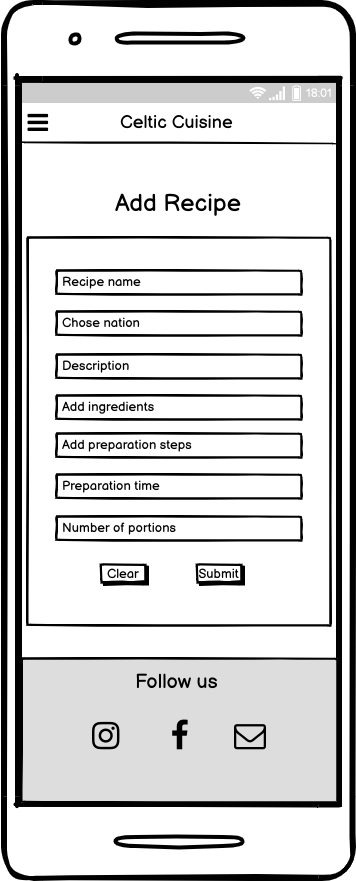 18:01
Celtic Cuisine
Add Recipe
Recipe name
Chose nation
Description
Add ingredients
Add preparation steps
Preparation time
Number of portions
Clear Submit
Follow us